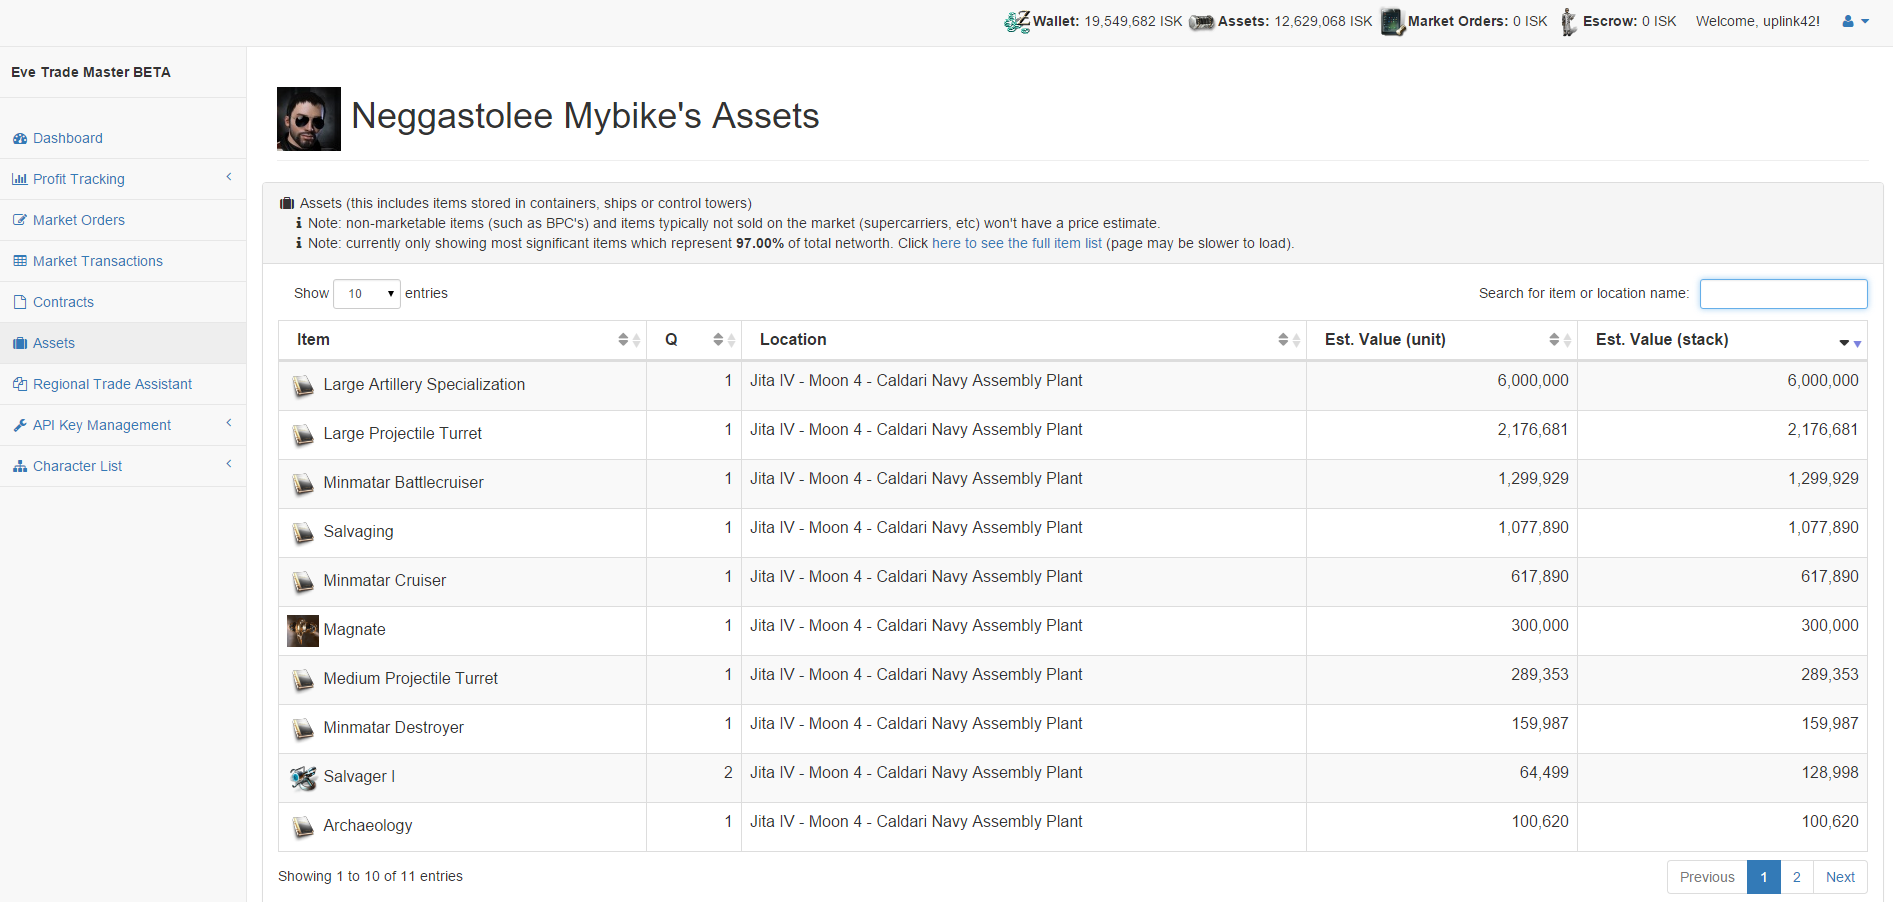 Wallet: 19,549,682 ISK Assets: 12,629,068 ISK Market Orders: 0 ISK Escrow: 0 ISK Welcome, uplink42!
Eve Trade Master BETA
Dashboard
Profit Tracking
Market Orders
Market Transactions
Contracts
Assets
Regional Trade Assistant
API Key Management
Character List
Neggastolee Mybike's Assets
Assets (this includes items stored in containers, ships or control towers)
Note: non-marketable items (such as BPC's) and items typically not sold on the market (supercarriers, etc) won't have a price estimate.
Note: currently only showing most significant items which represent 97.00% of total networth. Click here to see the full item list (page may be slower to load).
Show 10 entries Search for item or location name:
Item Q Location Est. Value (unit) Est. Value (stack)
Large Artillery Specialization 1 Jita IV - Moon 4 - Caldari Navy Assembly Plant 6,000,000 6,000,000
Large Projectile Turret 1 Jita IV - Moon 4 - Caldari Navy Assembly Plant 2,176,681 2,176,681
Minmatar Battlecruiser 1 Jita IV - Moon 4 - Caldari Navy Assembly Plant 1,299,929 1,299,929
Salvaging 1 Jita IV - Moon 4 - Caldari Navy Assembly Plant 1,077,890 1,077,890
Minmatar Cruiser 1 Jita IV - Moon 4 - Caldari Navy Assembly Plant 617,890 617,890
Magnate 1 Jita IV - Moon 4 - Caldari Navy Assembly Plant 300,000 300,000
Medium Projectile Turret 1 Jita IV - Moon 4 - Caldari Navy Assembly Plant 289,353 289,353
Minmatar Destroyer 1 Jita IV - Moon 4 - Caldari Navy Assembly Plant 159,987 159,987
Salvager I 2 Jita IV - Moon 4 - Caldari Navy Assembly Plant 64,499 128,998
Archaeology 1 Jita IV - Moon 4 - Caldari Navy Assembly Plant 100,620 100,620
Showing 1 to 10 of 11 entries Previous 1 2 Next